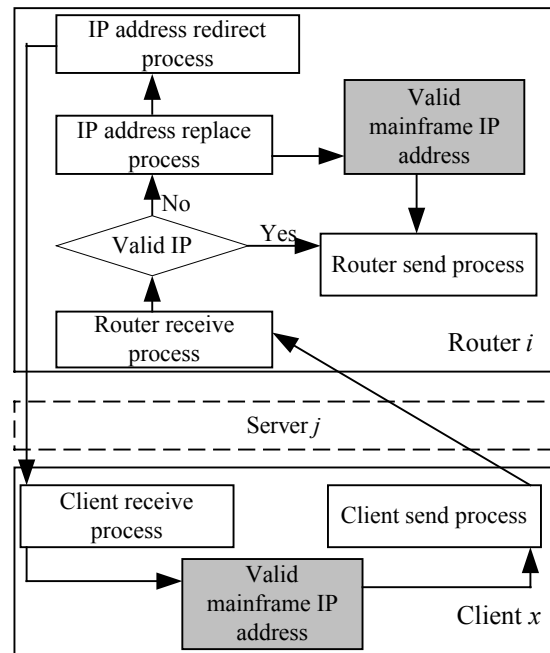 IP address redirect
process
IP address replace
process
Valid
mainframe IP
address
No
Valid IP
Yes
Router send process
Router receive
process
Router i
Server j
Client receive
process
Client send process
Valid
mainframe IP
address
Client x